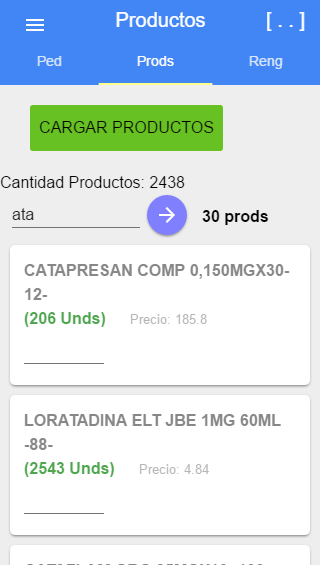 Productos
[ . . ]
Ped
Prods
Reng
CARGAR PRODUCTOS
Cantidad Productos: 2438
ata
30 prods
CATAPRESAN COMP 0,150MGX30-
12-
(206 Unds) Precio: 185.8
LORATADINA ELT JBE 1MG 60ML
-88-
(2543 Unds) Precio: 4.84